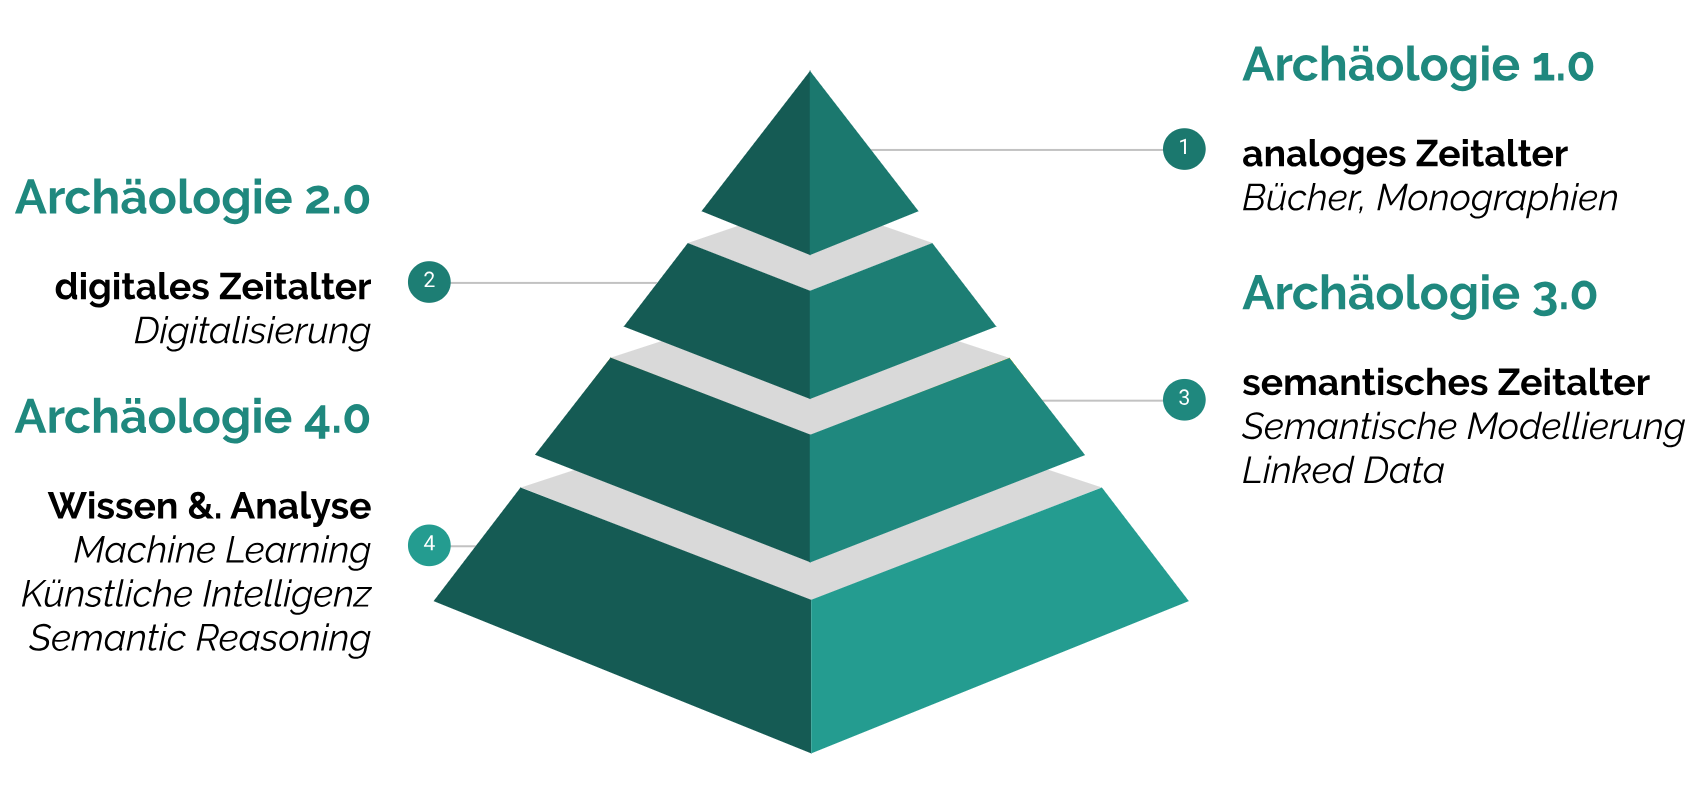 Archäologie 1.0
1
analoges Zeitalter
Bücher, Monographien
Archäologie 2.0
2
digitales Zeitalter
Digitalisierung
Archäologie 3.0
3
semantisches Zeitalter
Semantische Modellierung
Linked Data
Archäologie 4.0
4
Wissen &. Analyse
Machine Learning
Künstliche Intelligenz
Semantic Reasoning